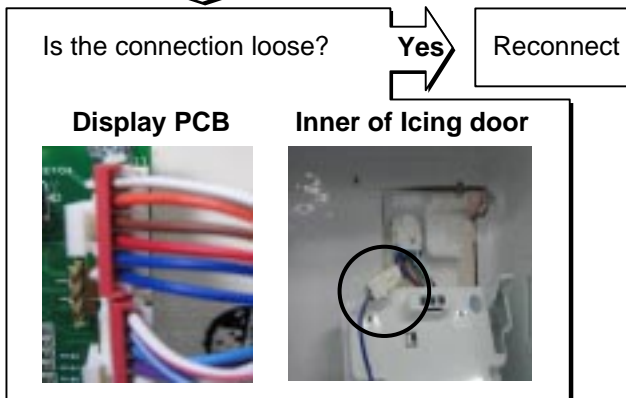 Is the connection loose?
Yes
Reconnect
Display PCB
Inner of Icing door